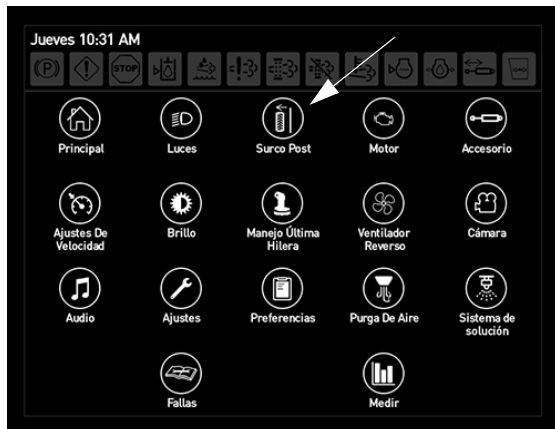 Jueves 10:31 AM
(P) STOP
Principal Luces Surco Post Motor Accesorio
Ajustes De Velocidad Brillo Manejo Última Hilera Ventilador Reverso Cámara
Audio Ajustes Preferencias Purga De Aire Sistema de solución
Fallas Medir